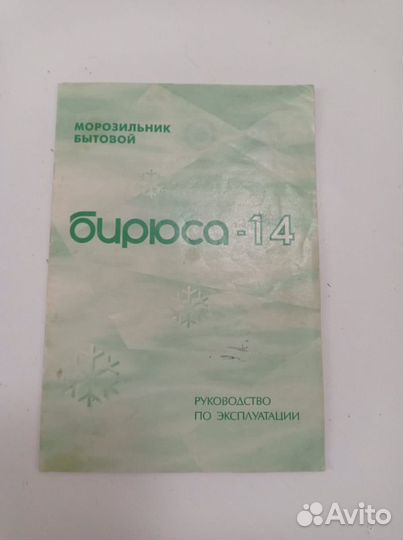 МОРОЗИЛЬНИК
БЫТОВОЙ
бирюса-14
РУКОВОДСТВО
ПО ЭКСПЛУАТАЦИИ
Avito